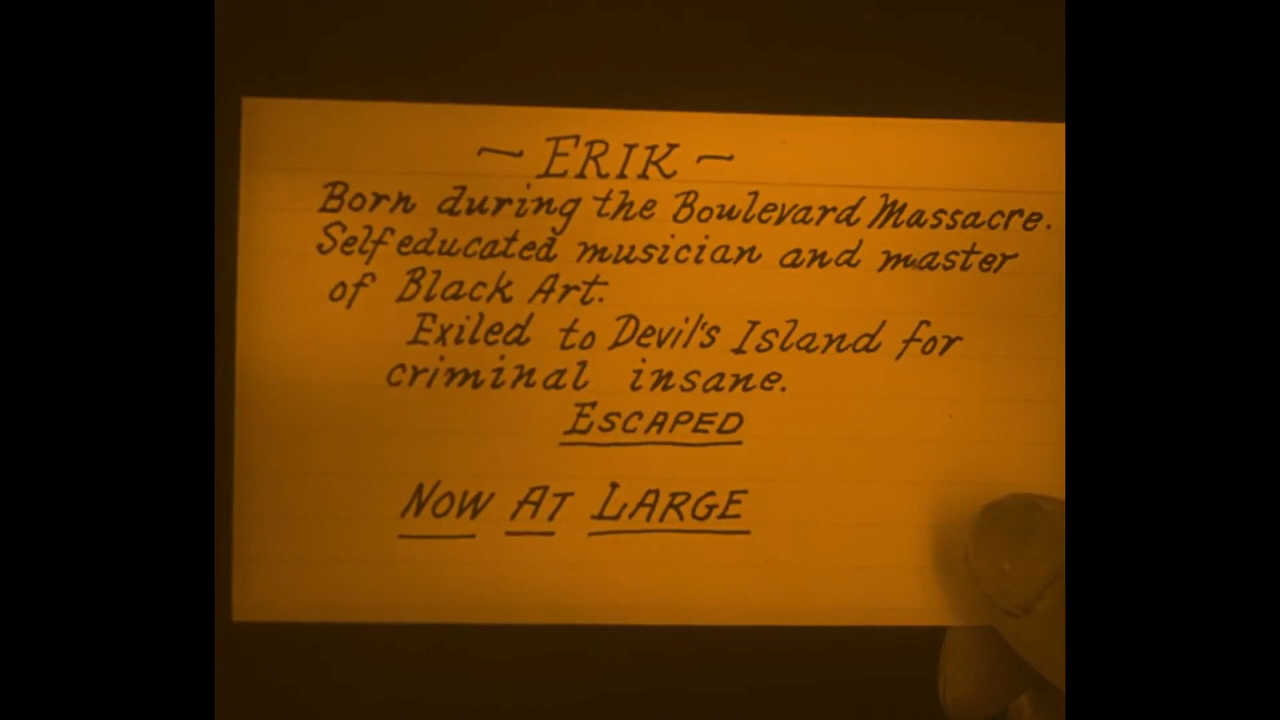 ~ ERIK ~
Born during the Boulevard Massacre.
Self educated musician and master
of Black Art.
Exiled to Devil's Island for
criminal insane.
ESCAPED
NOW AT LARGE